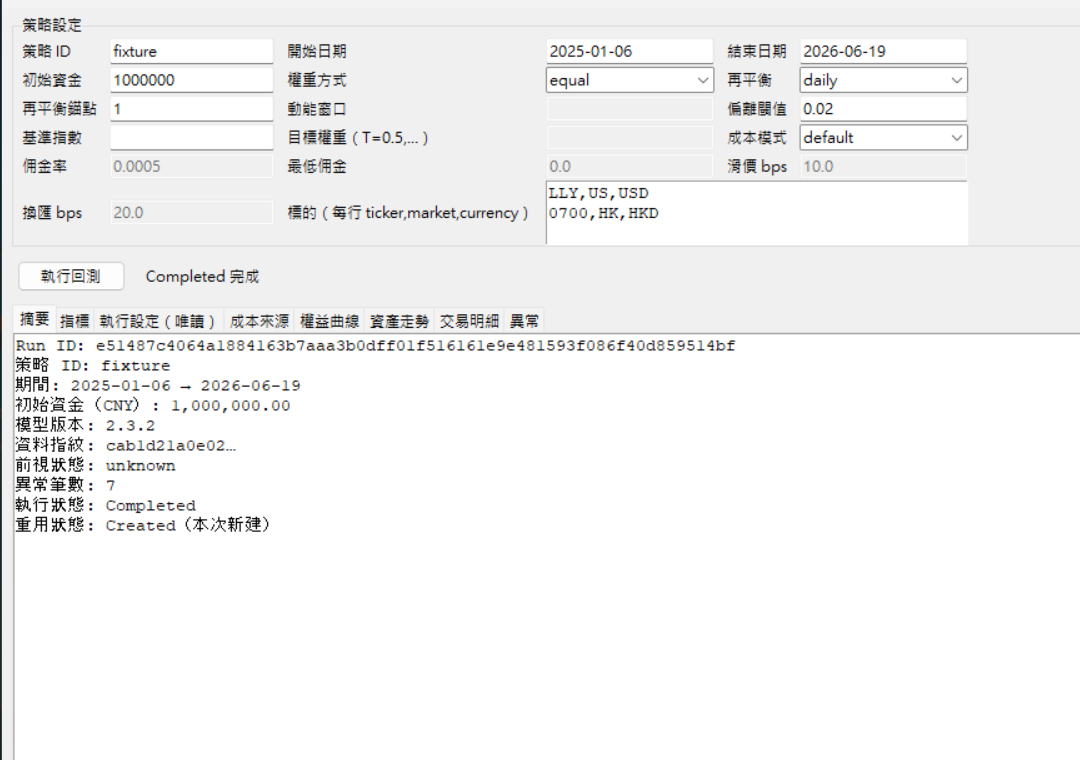 策略設定
策略 ID fixture 開始日期 2025-01-06 結束日期 2026-06-19
初始資金 1000000 權重方式 equal 再平衡 daily
再平衡錨點 1 動能窗口 偏離閾值 0.02
基準指數 目標權重 ( T=0.5,... ) 成本模式 default
佣金率 0.0005 最低佣金 0.0 滑價 bps 10.0
換匯 bps 20.0 標的 ( 每行 ticker,market,currency ) LLY,US,USD
0700,HK,HKD
執行回測 Completed 完成
摘要 指標 執行設定 ( 唯讀 ) 成本來源 權益曲線 資產走勢 交易明細 異常
Run ID: e51487c4064a1884163b7aaa3b0dff01f516161e9e481593f086f40d859514bf
策略 ID: fixture
期間: 2025-01-06 → 2026-06-19
初始資金（CNY）: 1,000,000.00
模型版本: 2.3.2
資料指紋: cab1d21a0e02…
前視狀態: unknown
異常筆數: 7
執行狀態: Completed
重用狀態: Created（本次新建）